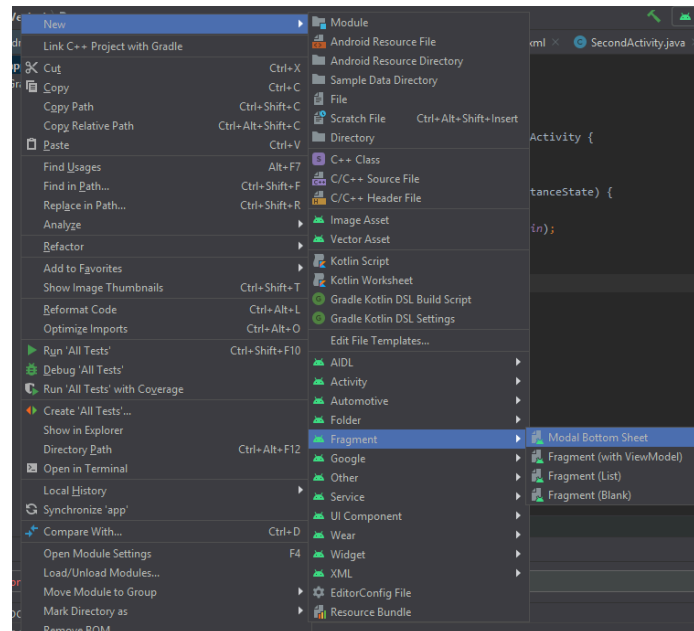 New
Link C++ Project with Gradle
Cut Ctrl+X
Copy Ctrl+C
Copy Path Ctrl+Shift+C
Copy Relative Path Ctrl+Alt+Shift+C
Paste Ctrl+V
Find Usages Alt+F7
Find in Path... Ctrl+Shift+F
Replace in Path... Ctrl+Shift+R
Analyze
Refactor
Add to Favorites
Show Image Thumbnails Ctrl+Shift+T
Reformat Code Ctrl+Alt+L
Optimize Imports Ctrl+Alt+O
Run 'All Tests' Ctrl+Shift+F10
Debug 'All Tests'
Run 'All Tests' with Coverage
Create 'All Tests'...
Show in Explorer
Directory Path Ctrl+Alt+F12
Open in Terminal
Local History
Synchronize 'app'
Compare With... Ctrl+D
Open Module Settings F4
Load/Unload Modules...
Move Module to Group
Mark Directory as
Remove BOM
Module
Android Resource File
Android Resource Directory
Sample Data Directory
File
Scratch File Ctrl+Alt+Shift+Insert
Directory
C++ Class
C/C++ Source File
C/C++ Header File
Image Asset
Vector Asset
Kotlin Script
Kotlin Worksheet
Gradle Kotlin DSL Build Script
Gradle Kotlin DSL Settings
Edit File Templates...
AIDL
Activity
Automotive
Folder
Fragment
Google
Other
Service
UI Component
Wear
Widget
XML
EditorConfig File
Resource Bundle
Modal Bottom Sheet
Fragment (with ViewModel)
Fragment (List)
Fragment (Blank)
xml SecondActivity.java
Activity {
tanceState) {
in);